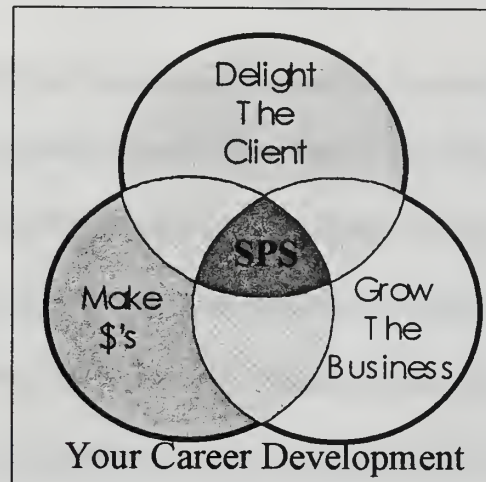 Delight
The
Client
SPS
Make
$'s
Grow
The
Business
Your Career Development